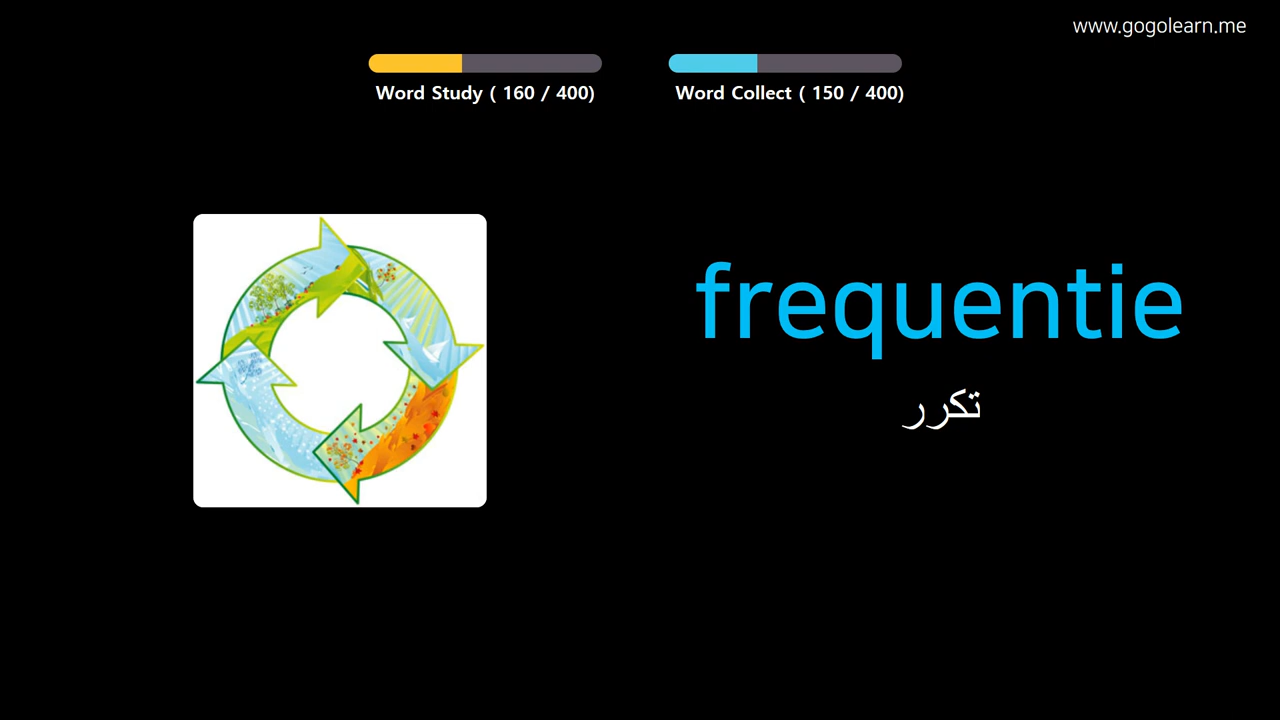 www.gogolearn.me
Word Study ( 160 / 400)
Word Collect ( 150 / 400)
frequentie
تكرر